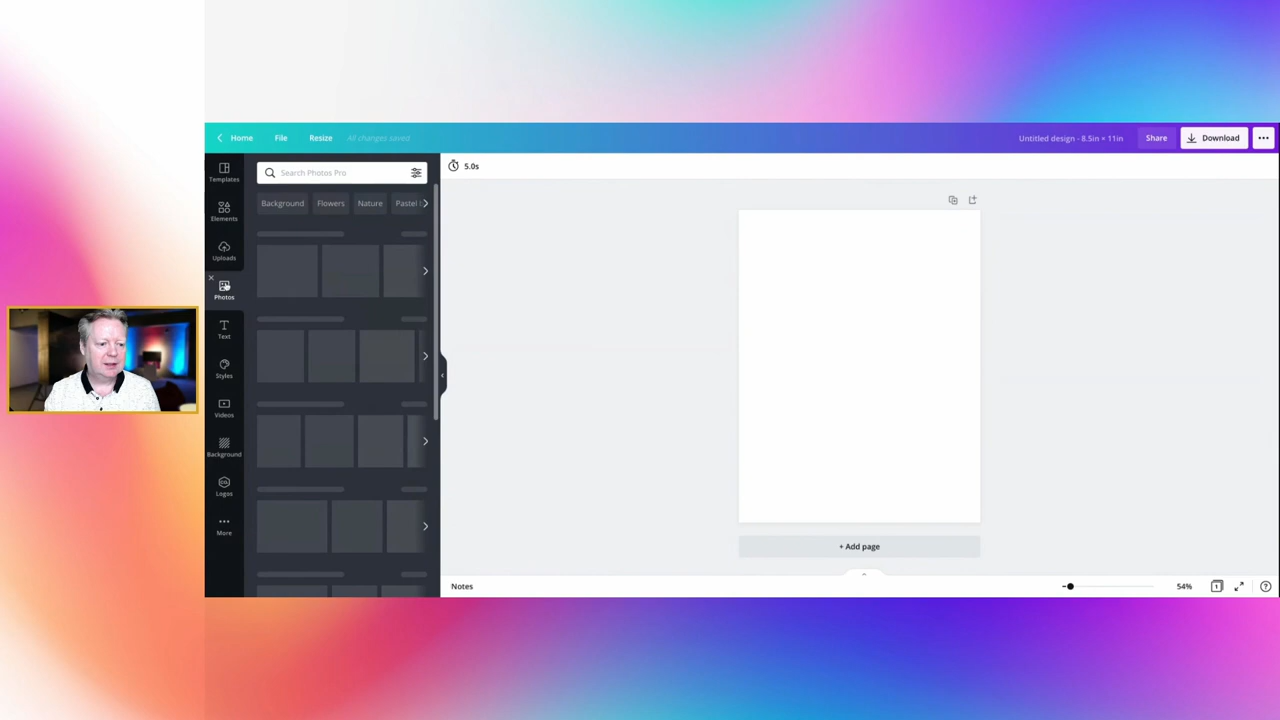 Home File Resize All changes saved Untitled design - 8.5in × 11in Share Download
Templates
Elements
Uploads
Photos
Text
Styles
Videos
Background
Logos
More
Search Photos Pro
Background Flowers Nature Pastel
5.0s
+ Add page
Notes 54% 1 ?